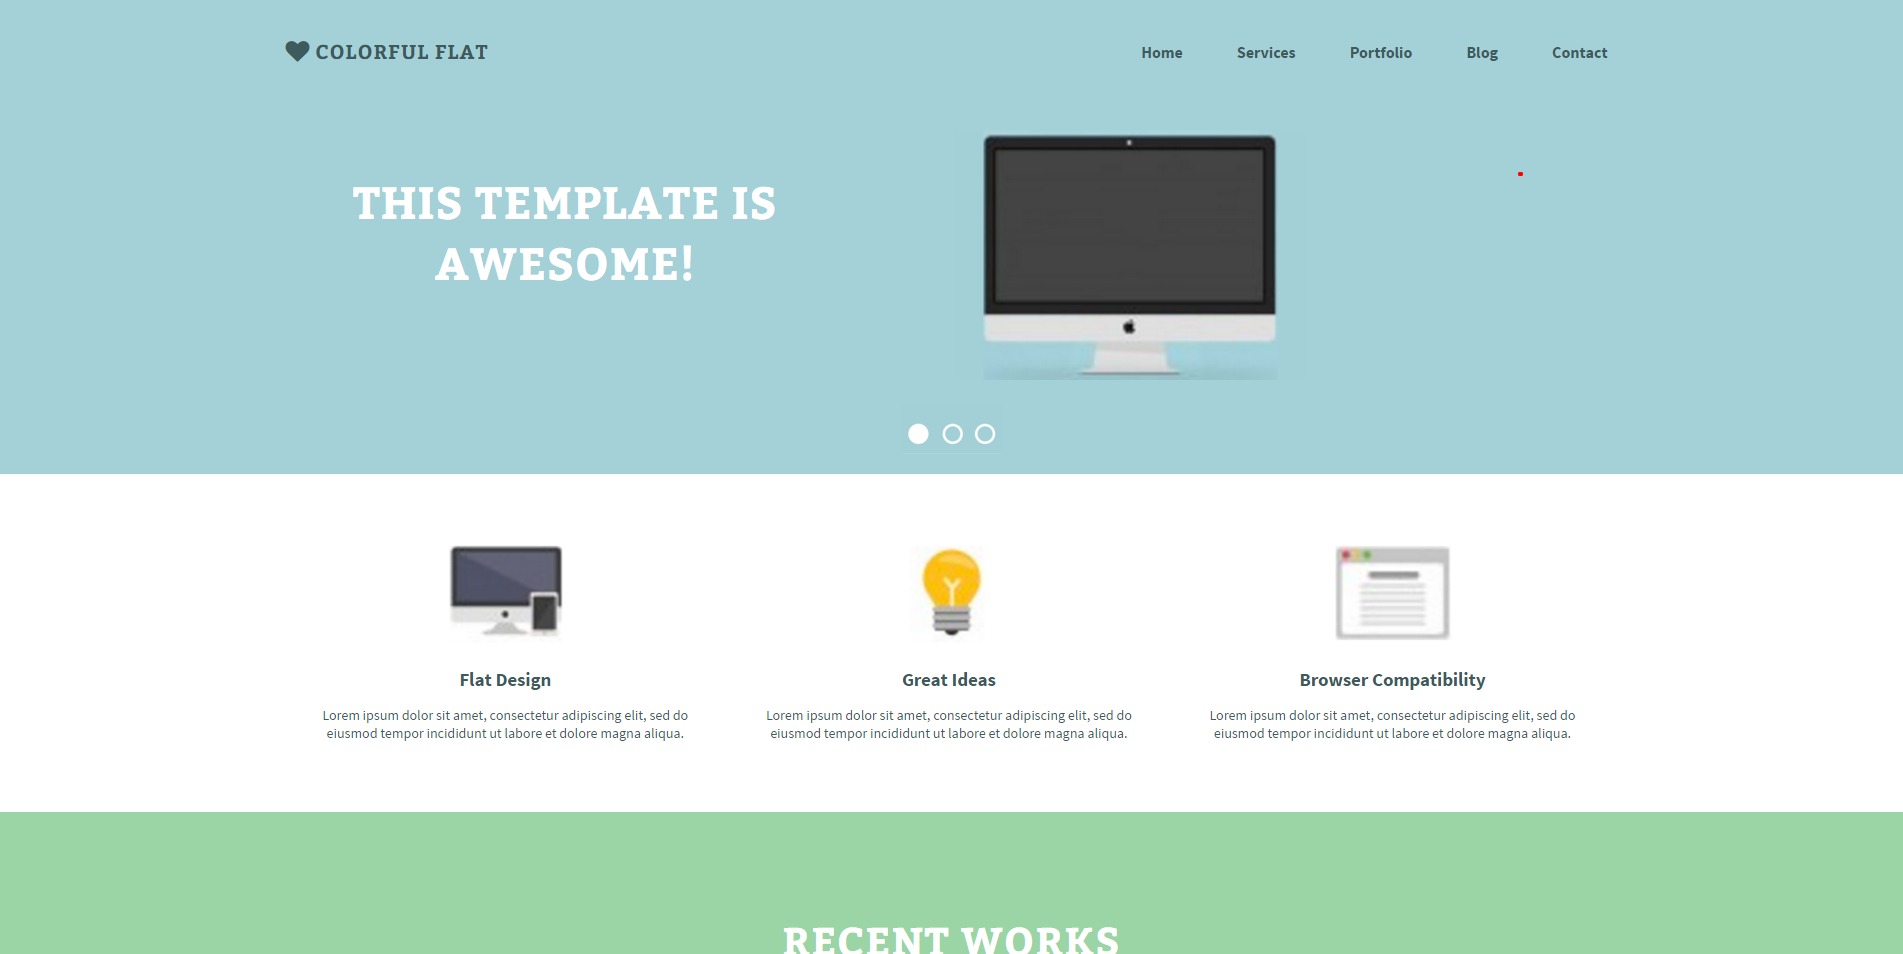 COLORFUL FLAT
Home Services Portfolio Blog Contact
THIS TEMPLATE IS
AWESOME!
Flat Design
Lorem ipsum dolor sit amet, consectetur adipiscing elit, sed do
eiusmod tempor incididunt ut labore et dolore magna aliqua.
Great Ideas
Lorem ipsum dolor sit amet, consectetur adipiscing elit, sed do
eiusmod tempor incididunt ut labore et dolore magna aliqua.
Browser Compatibility
Lorem ipsum dolor sit amet, consectetur adipiscing elit, sed do
eiusmod tempor incididunt ut labore et dolore magna aliqua.
RECENT WORKS